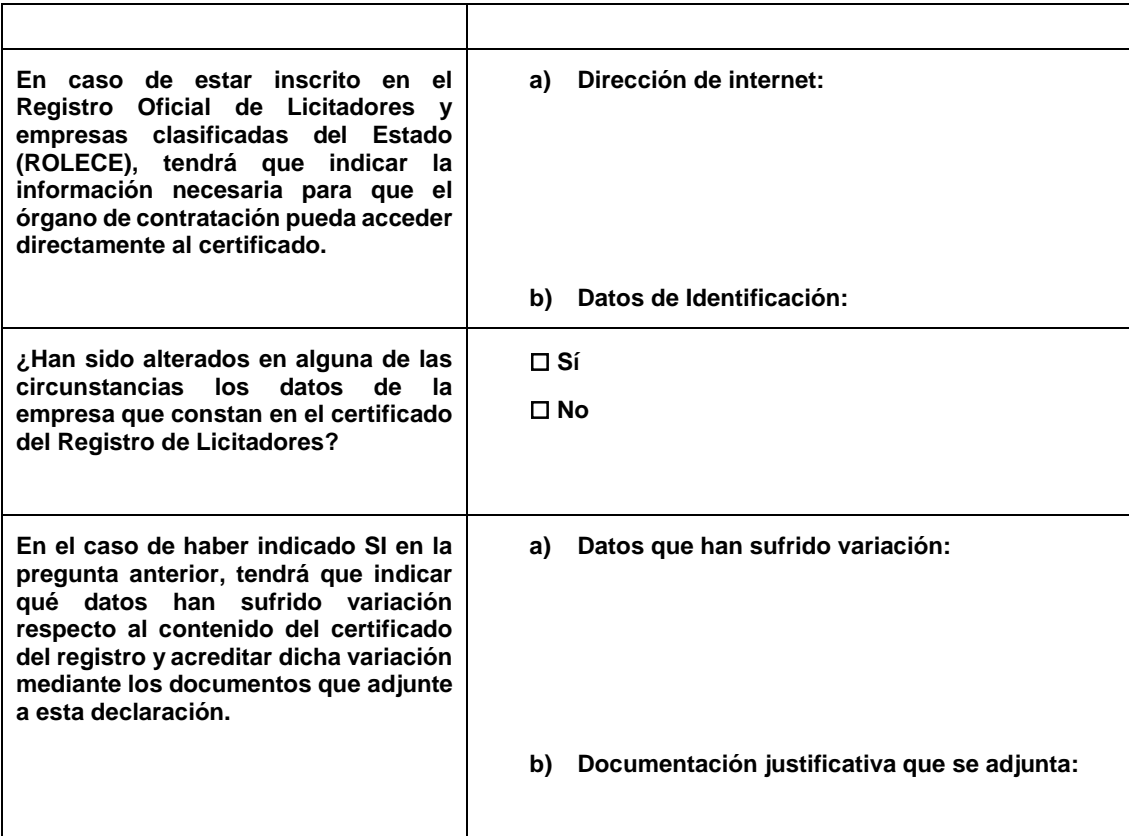 En caso de estar inscrito en el
Registro Oficial de Licitadores y
empresas clasificadas del Estado
(ROLECE), tendrá que indicar la
información necesaria para que el
órgano de contratación pueda acceder
directamente al certificado.
a) Dirección de internet:
b) Datos de Identificación:
¿Han sido alterados en alguna de las
circunstancias los datos de la
empresa que constan en el certificado
del Registro de Licitadores?
☐ Sí
☐ No
En el caso de haber indicado SI en la
pregunta anterior, tendrá que indicar
qué datos han sufrido variación
respecto al contenido del certificado
del registro y acreditar dicha variación
mediante los documentos que adjunte
a esta declaración.
a) Datos que han sufrido variación:
b) Documentación justificativa que se adjunta: